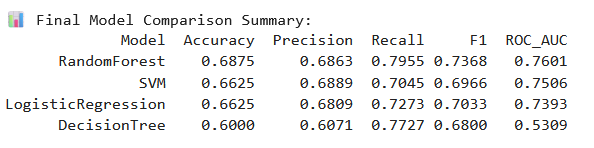 📊 Final Model Comparison Summary:
Model Accuracy Precision Recall F1 ROC_AUC
RandomForest 0.6875 0.6863 0.7955 0.7368 0.7601
SVM 0.6625 0.6889 0.7045 0.6966 0.7506
LogisticRegression 0.6625 0.6809 0.7273 0.7033 0.7393
DecisionTree 0.6000 0.6071 0.7727 0.6800 0.5309